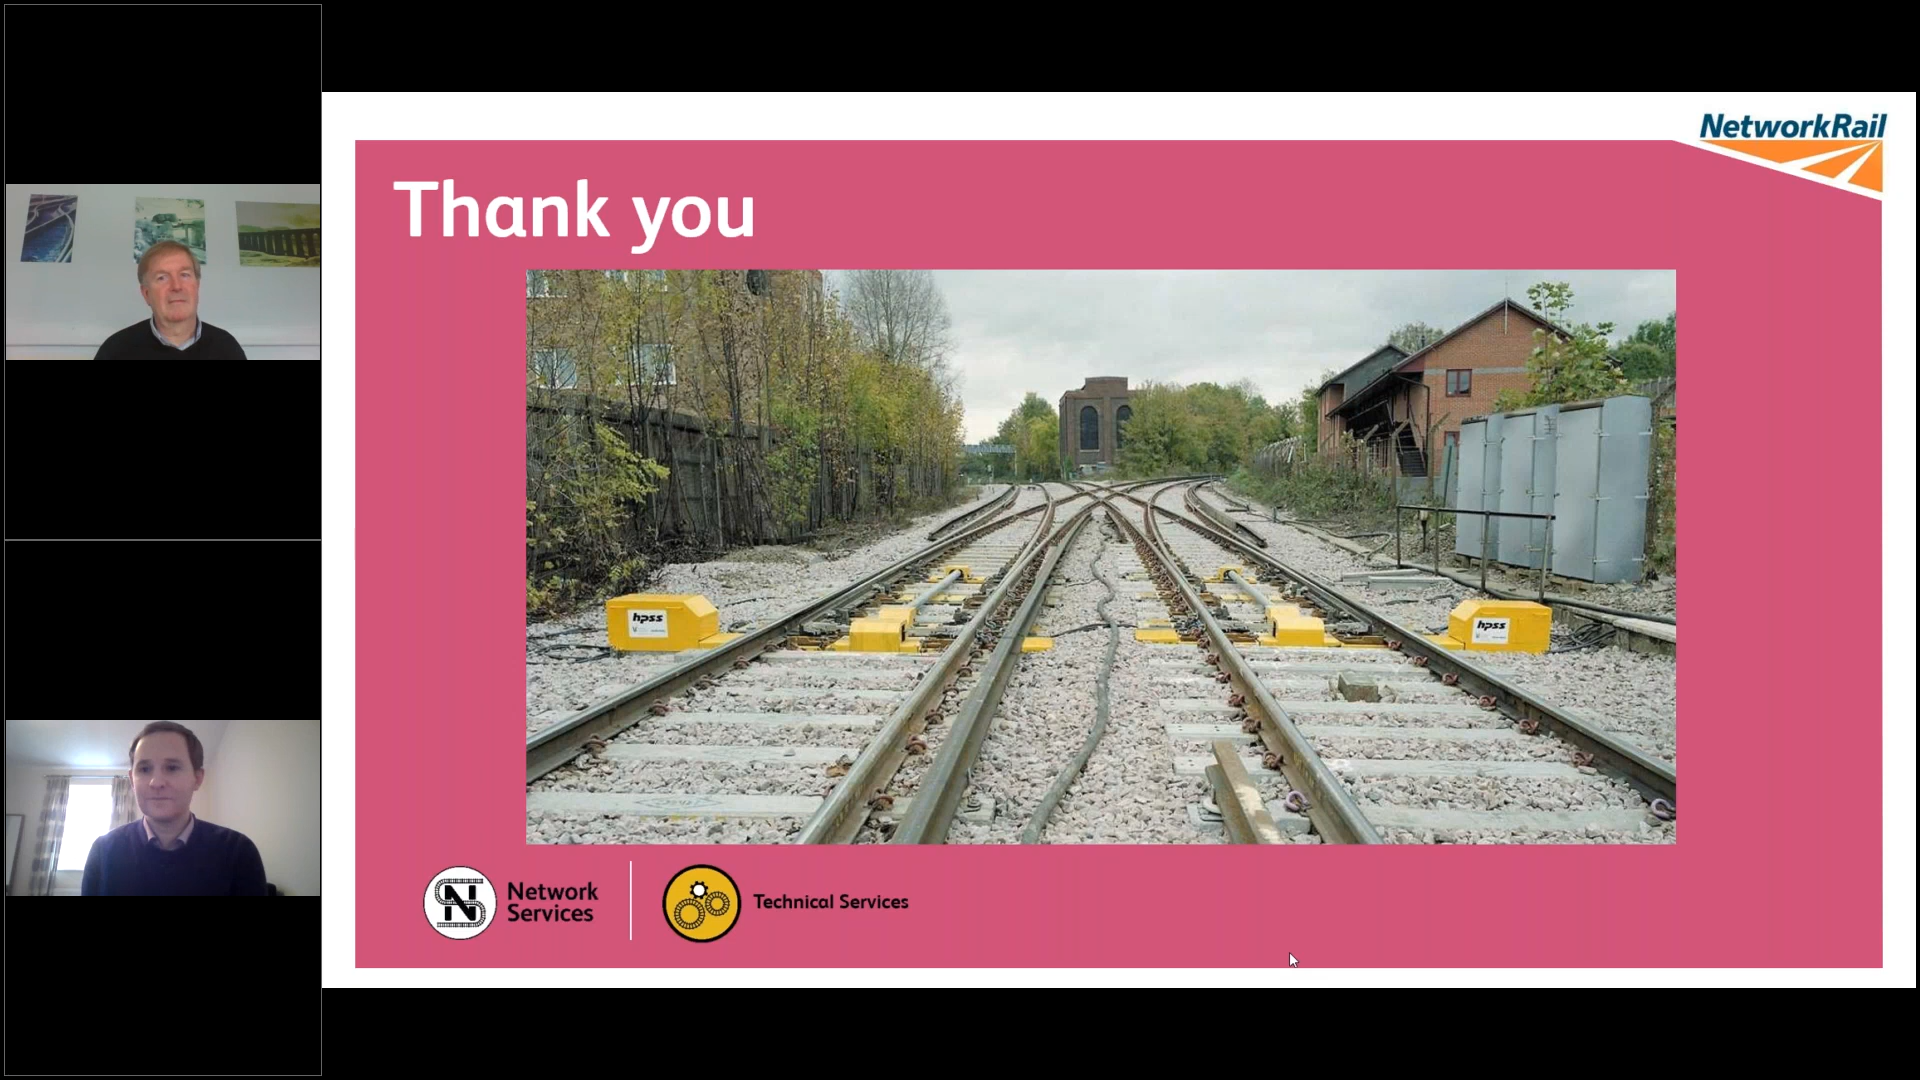 NetworkRail
Thank you
hpss
hpss
Network
Services
Technical Services